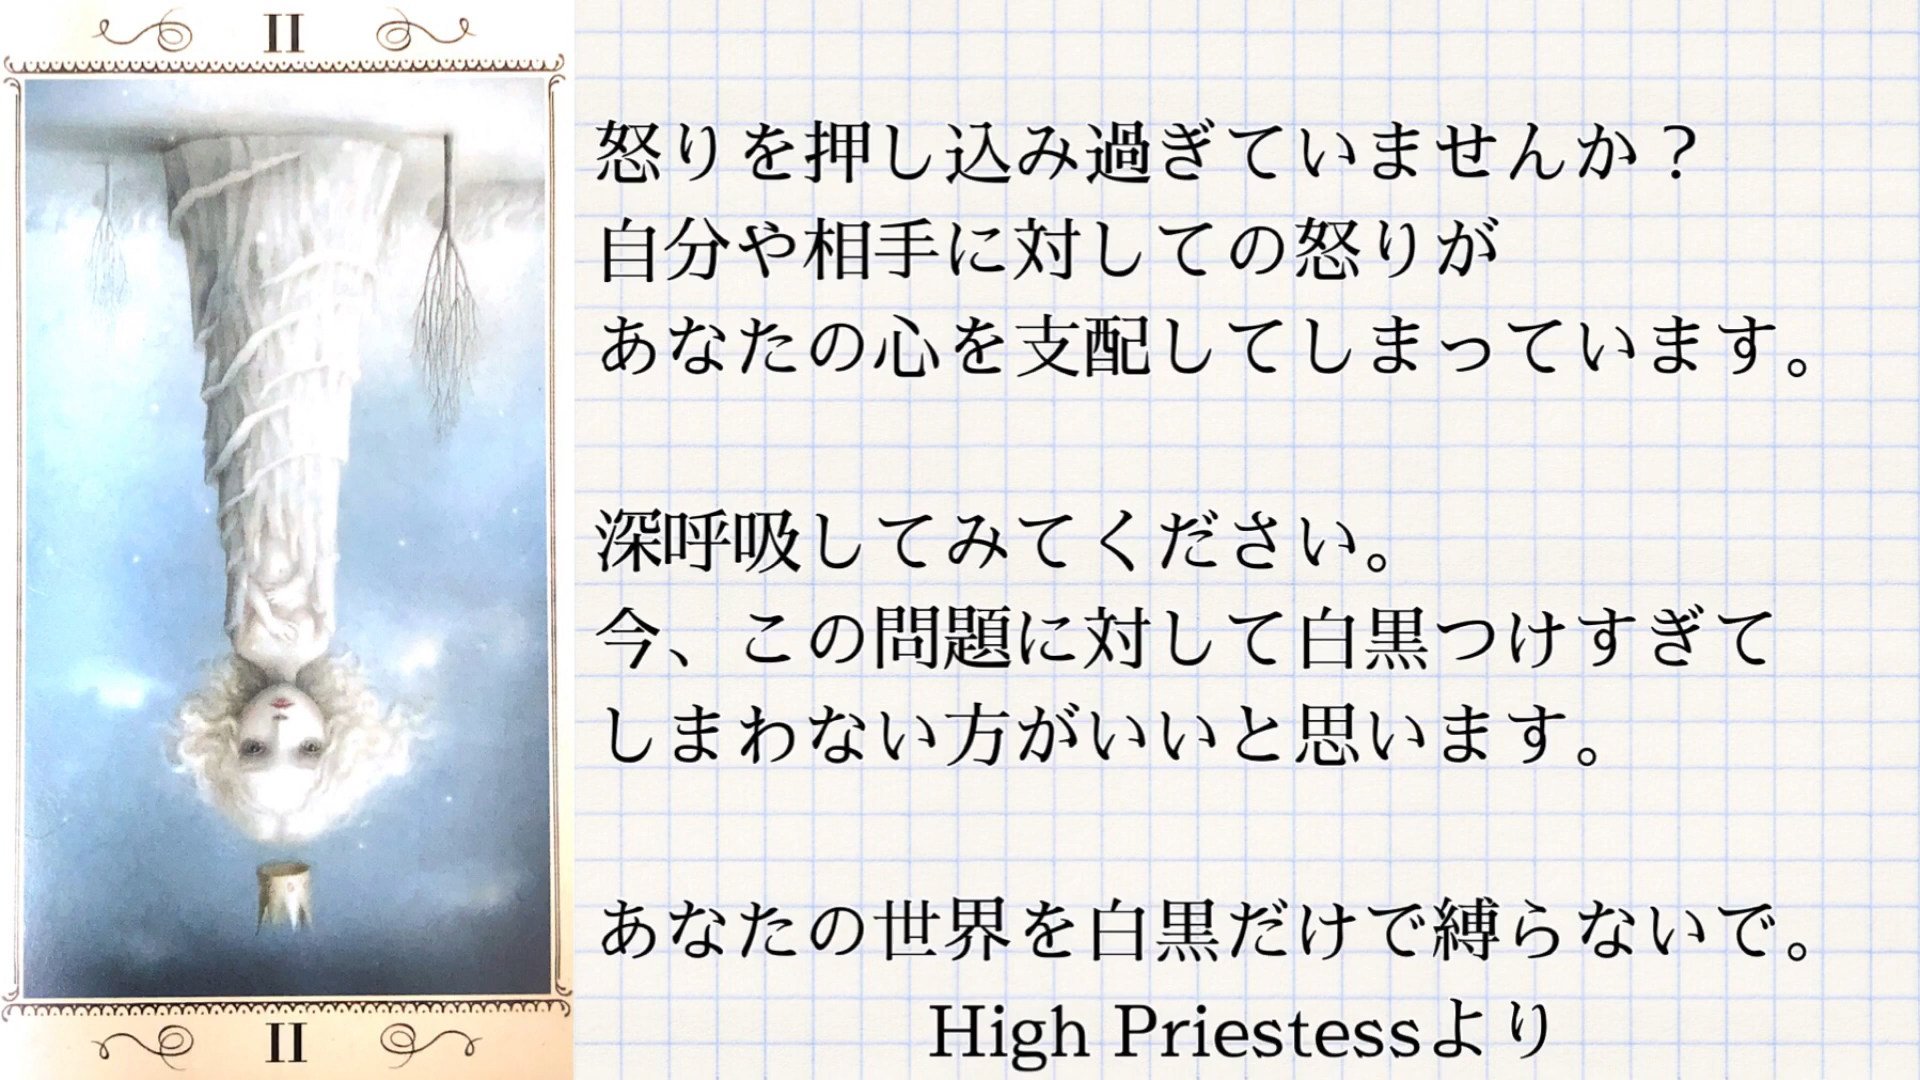 II
怒りを押し込み過ぎていませんか？
自分や相手に対しての怒りが
あなたの心を支配してしまっています。
深呼吸してみてください。
今、この問題に対して白黒つけすぎて
しまわない方がいいと思います。
あなたの世界を白黒だけで縛らないで。
High Priestessより
II